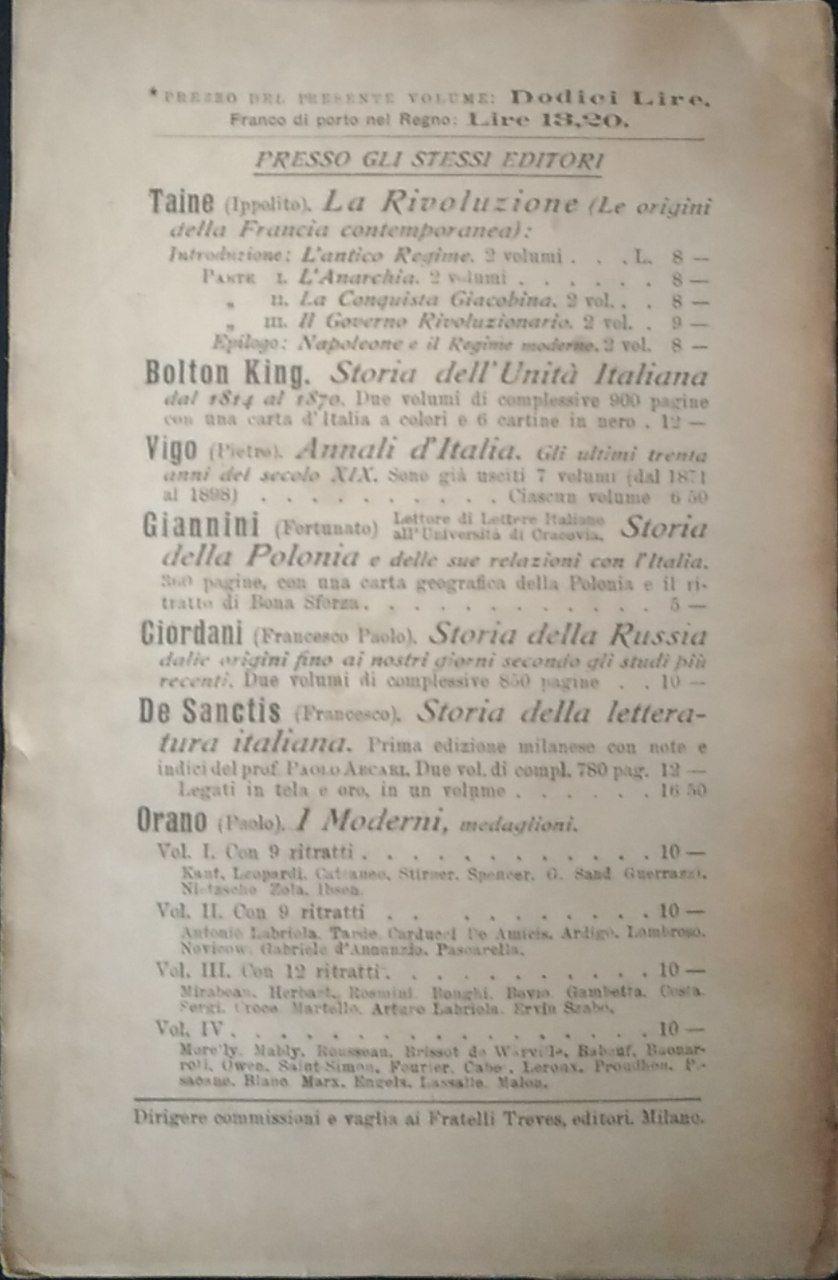 *PREZZO DEL PRESENTE VOLUME: Dodici Lire.
Franco di porto nel Regno: Lire 13,20.
PRESSO GLI STESSI EDITORI
Taine (Ippolito). La Rivoluzione (Le origini
della Francia contemporanea):
Introduzione: L'antico Regime. 2 volumi . . . L. 8 —
PARTE I. L'Anarchia. 2 volumi . . . . . . 8 —
„ II. La Conquista Giacobina. 2 vol. . . 8 —
„ III. Il Governo Rivoluzionario. 2 vol. . 9 —
Epilogo: Napoleone e il Regime moderno. 2 vol. 8 —
Bolton King. Storia dell'Unità Italiana
dal 1814 al 1870. Due volumi di complessive 900 pagine
con una carta d'Italia a colori e 6 cartine in nero . 12 —
Vigo (Pietro). Annali d'Italia. Gli ultimi trenta
anni del secolo XIX. Sono già usciti 7 volumi (dal 1871
al 1898) . . . . . . . . . . Ciascun volume 6 50
Giannini (Fortunato) Lettore di Lettere Italiane
all'Università di Cracovia. Storia
della Polonia e delle sue relazioni con l'Italia.
360 pagine, con una carta geografica della Polonia e il ri-
tratto di Bona Sforza. . . . . . . . . . . . 5 —
Giordani (Francesco Paolo). Storia della Russia
dalle origini fino ai nostri giorni secondo gli studi più
recenti. Due volumi di complessive 850 pagine . . 10 —
De Sanctis (Francesco). Storia della lettera-
tura italiana. Prima edizione milanese con note e
indici del prof. PAOLO ARCARI. Due vol. di compl. 780 pag. 12 —
Legati in tela e oro, in un volume . . . . . . 16 50
Orano (Paolo). I Moderni, medaglioni.
Vol. I. Con 9 ritratti . . . . . . . . . . . . 10 —
Kant, Leopardi, Cattaneo, Stirner, Spencer, G. Sand Guerrazzi,
Nietzsche Zola, Ibsen.
Vol. II. Con 9 ritratti . . . . . . . . . . 10 —
Antonio Labriola, Tarde, Carducci De Amicis, Ardigò, Lombroso,
Novicow, Gabriele d'Annunzio, Pascarella.
Vol. III. Con 12 ritratti. . . . . . . . . . . 10 —
Mirabeau, Herbart, Rosmini, Bonghi, Bovio, Gambetta, Costa,
Sergi, Croce, Martello, Arturo Labriola, Ervin Szabo.
Vol. IV . . . . . . . . . . . . . . . . 10 —
Morelly, Mably, Rousseau, Brissot de Warville, Babeuf, Buonar-
roti, Owen, Saint-Simon, Fourier, Cabet, Leroux, Proudhon, Pi-
sacane, Blanc, Marx, Engels, Lassalle, Malon.
Dirigere commissioni e vaglia ai Fratelli Treves, editori, Milano.